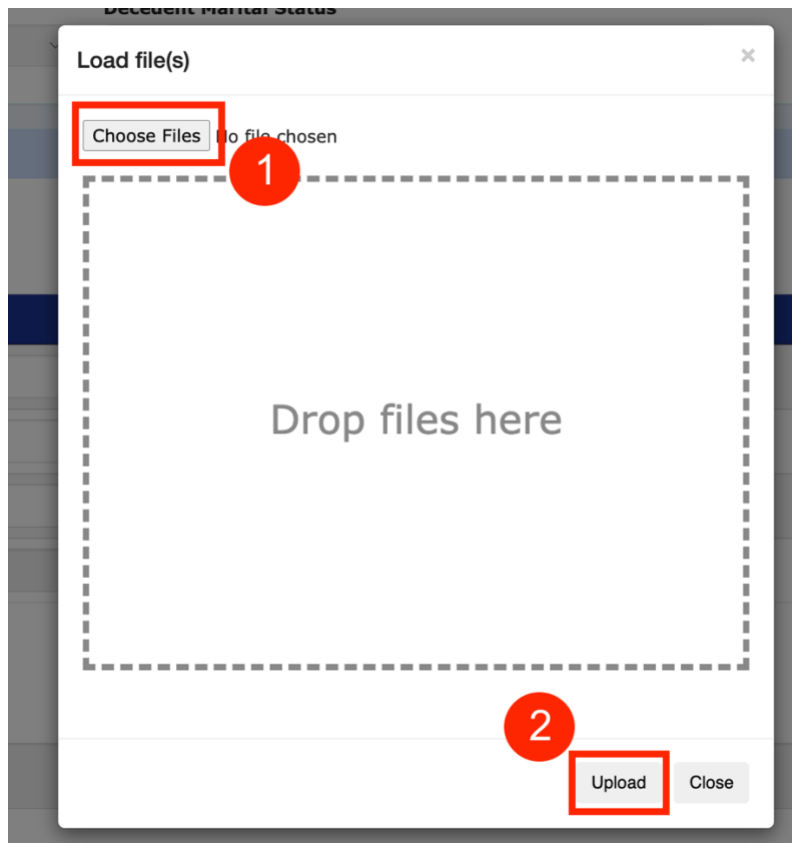 Decedent Marital Status
Load file(s)
×
Choose Files No file chosen
1
Drop files here
2
Upload Close